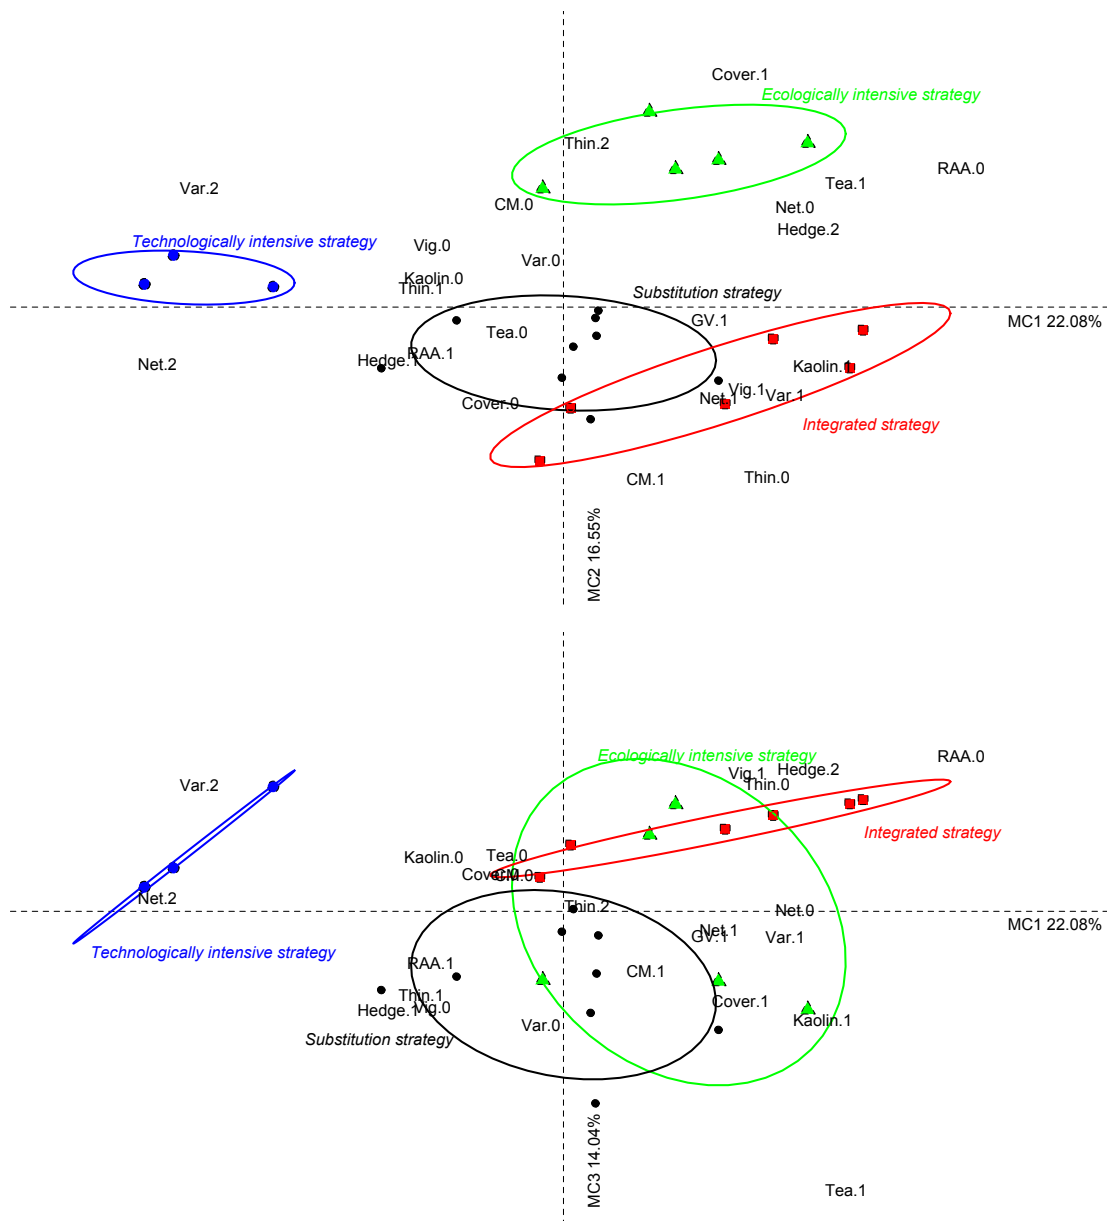 Cover.1
Ecologically intensive strategy
Thin.2
RAA.0
Tea.1
Var.2
CM.0
Net.0
Hedge.2
Technologically intensive strategy
Vig.0
Var.0
Kaolin.0
Thin.1
Substitution strategy
GV.1
MC1 22.08%
Tea.0
RAA.1
Hedge.1
Net.2
Kaolin.1
Vig.1
Var.1
Net.1
Cover.0
Integrated strategy
CM.1
Thin.0
MC2 16.55%
Ecologically intensive strategy
RAA.0
Hedge.2
Vig.1
Thin.0
Var.2
Integrated strategy
Tea.0
Kaolin.0
Cover.0
CM.0
Net.2
Thin.2
Net.0
MC1 22.08%
Net.1
GV.1
Var.1
Technologically intensive strategy
RAA.1
CM.1
Thin.1
Cover.1
Hedge.1
Vig.0
Kaolin.1
Var.0
Substitution strategy
MC3 14.04%
Tea.1